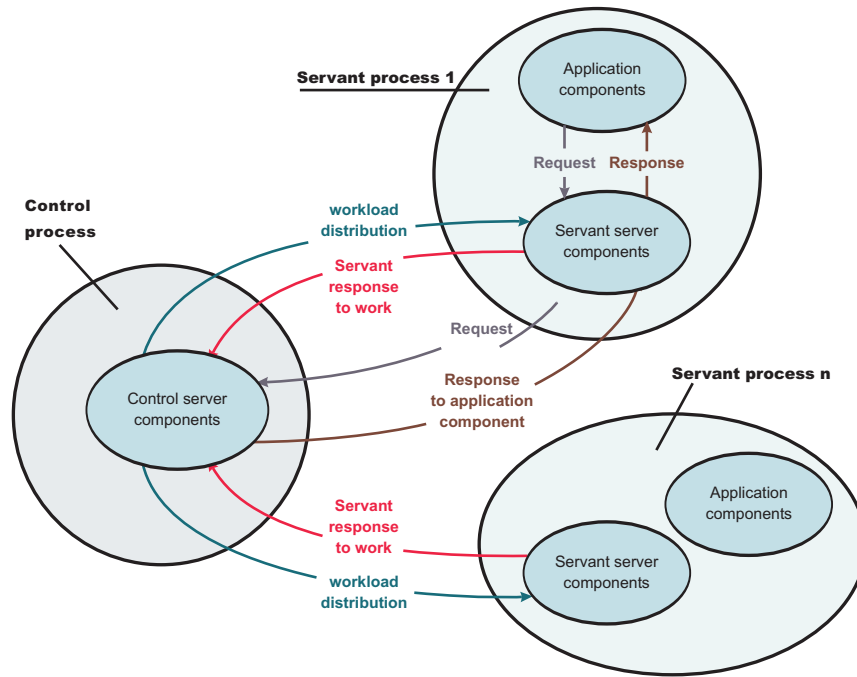 Servant process 1
Application
components
Request
Response
Servant server
components
Control
process
workload
distribution
Servant
response
to work
Request
Control server
components
Response
to application
component
Servant process n
Application
components
Servant
response
to work
Servant server
components
workload
distribution